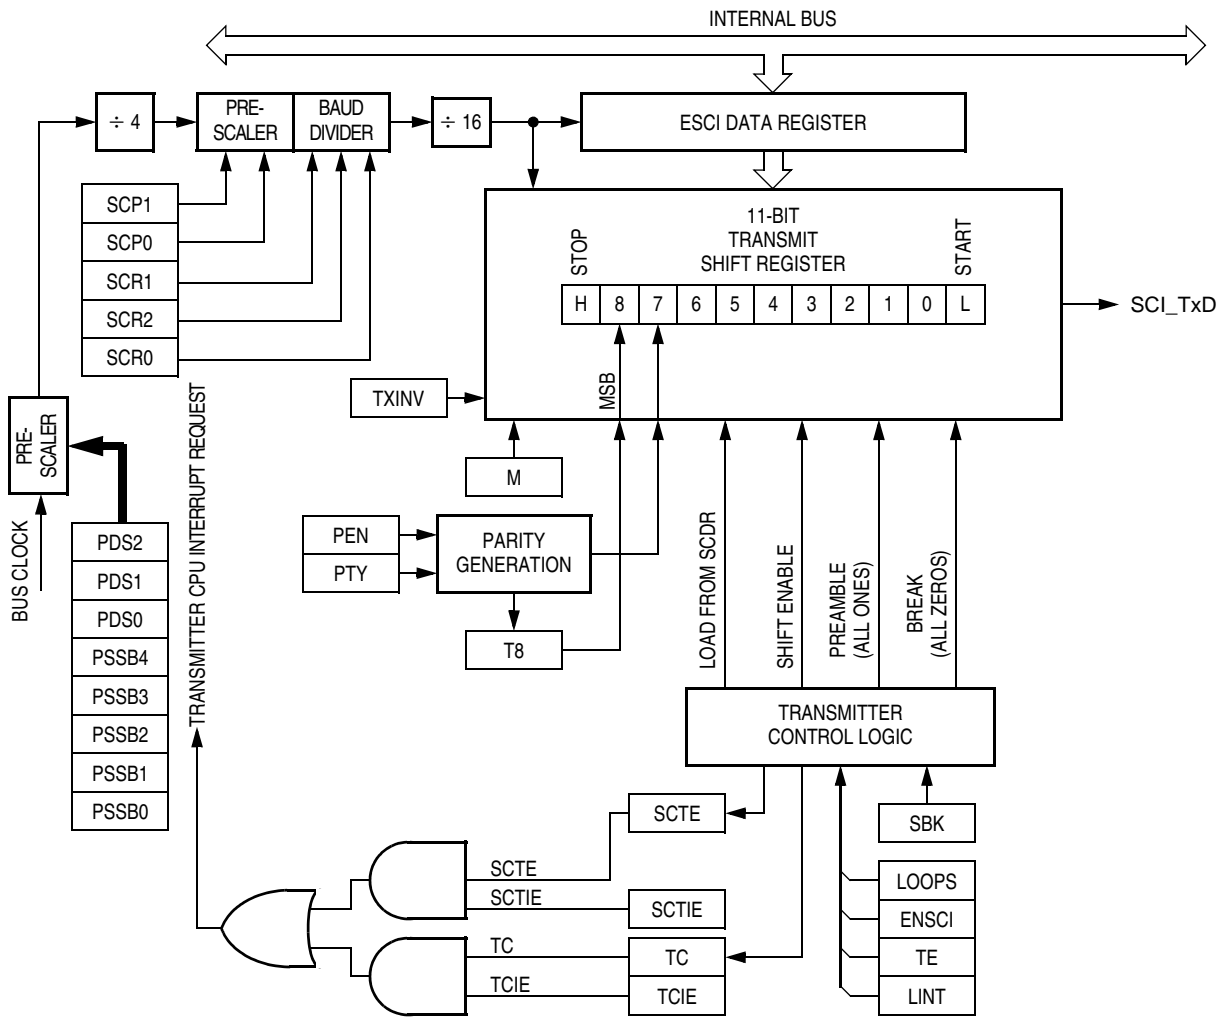 INTERNAL BUS
÷ 4
PRE-
SCALER
BAUD
DIVIDER
÷ 16
ESCI DATA REGISTER
SCP1
SCP0
SCR1
SCR2
SCR0
11-BIT
TRANSMIT
SHIFT REGISTER
STOP
START
H
8
7
6
5
4
3
2
1
0
L
SCI_TxD
MSB
TXINV
M
PRE-
SCALER
BUS CLOCK
TRANSMITTER CPU INTERRUPT REQUEST
PDS2
PDS1
PDS0
PSSB4
PSSB3
PSSB2
PSSB1
PSSB0
PEN
PTY
PARITY
GENERATION
T8
LOAD FROM SCDR
SHIFT ENABLE
PREAMBLE
(ALL ONES)
BREAK
(ALL ZEROS)
TRANSMITTER
CONTROL LOGIC
SCTE
SBK
SCTE
SCTIE
SCTIE
TC
TC
TCIE
TCIE
LOOPS
ENSCI
TE
LINT